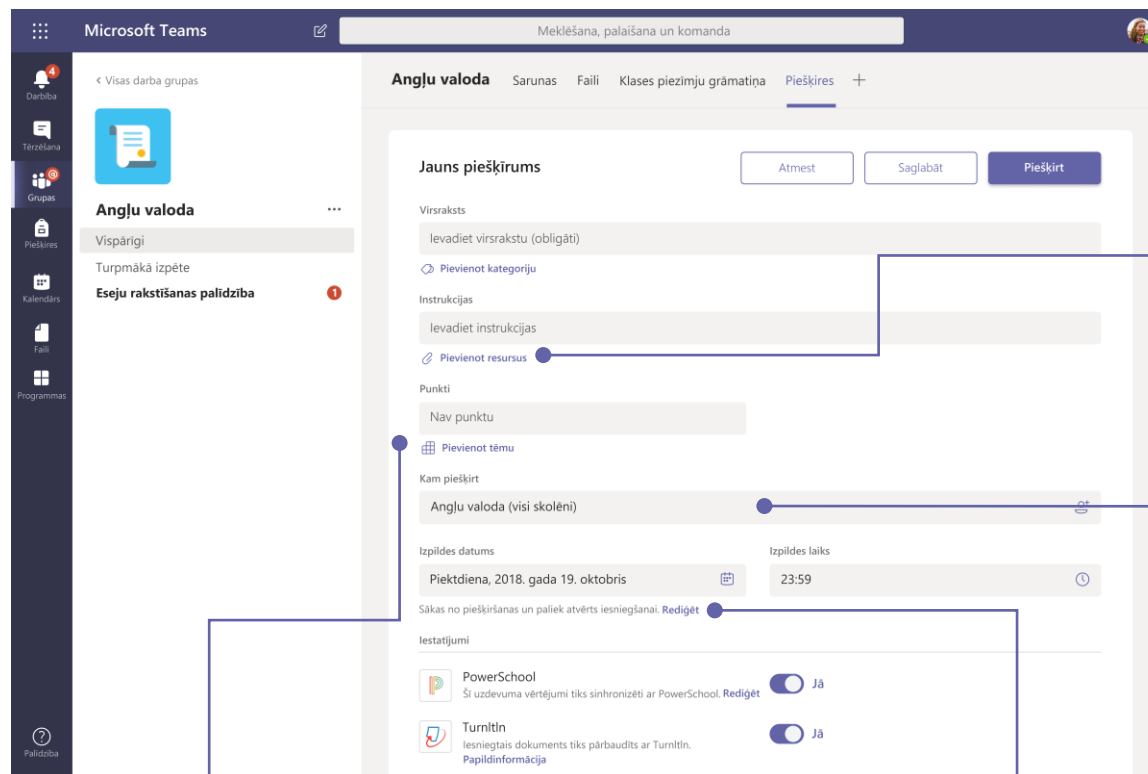 Microsoft Teams
Meklēšana, palaišana un komanda
4
Darbība
Tērzēšana
@
Grupas
Piešķires
Kalendārs
Faili
Programmas
Palīdzība
< Visas darba grupas
Angļu valoda
...
Vispārīgi
Turpmākā izpēte
Eseju rakstīšanas palīdzība 1
Angļu valoda Sarunas Faili Klases piezīmju grāmatiņa Piešķires +
Jauns piešķīrums Atmest Saglabāt Piešķirt
Virsraksts
Ievadiet virsrakstu (obligāti)
Pievienot kategoriju
Instrukcijas
Ievadiet instrukcijas
Pievienot resursus
Punkti
Nav punktu
Pievienot tēmu
Kam piešķirt
Angļu valoda (visi skolēni)
Izpildes datums Izpildes laiks
Piektdiena, 2018. gada 19. oktobris 23:59
Sākas no piešķiršanas un paliek atvērts iesniegšanai. Rediģēt
Iestatījumi
PowerSchool
Šī uzdevuma vērtējumi tiks sinhronizēti ar PowerSchool. Rediģēt Jā
TurnItIn
Iesniegtais dokuments tiks pārbaudīts ar TurnItIn. Jā
Papildinformācija